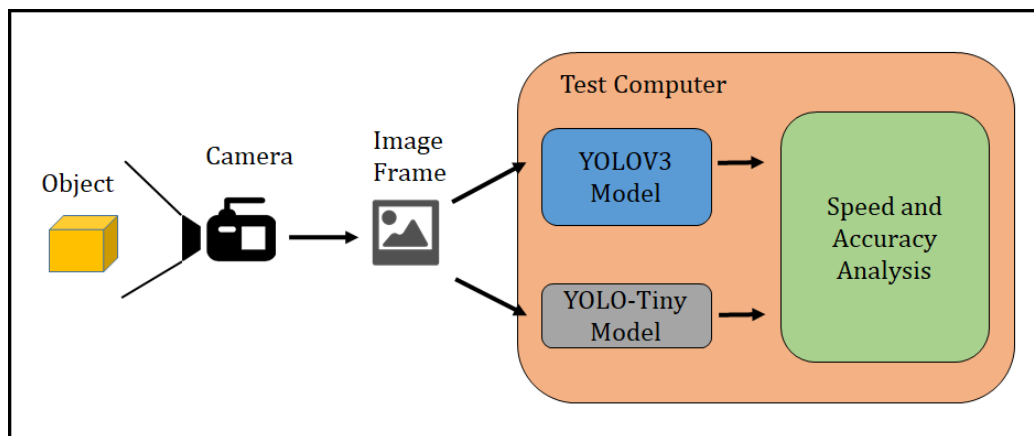 Object
Camera
Image
Frame
Test Computer
YOLOV3
Model
YOLO-Tiny
Model
Speed and
Accuracy
Analysis